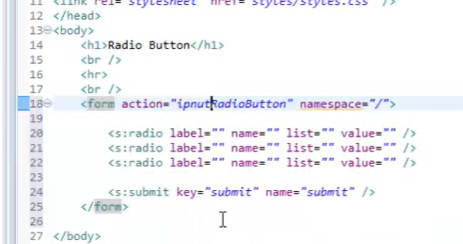 11 <link rel="stylesheet" href="styles/styles.css"
12 </head>
13 <body>
14 <h1>Radio Button</h1>
15 <br />
16 <hr>
17 <br />
18 <form action="ipnutRadioButton" namespace="/">
19
20 <s:radio label="" name="" list="" value="" />
21 <s:radio label="" name="" list="" value="" />
22 <s:radio label="" name="" list="" value="" />
23
24 <s:submit key="submit" name="submit" />
25 </form>
26
27 </body>